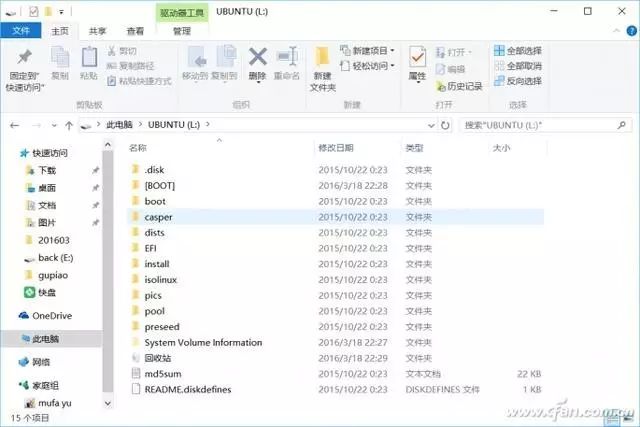 驱动器工具 UBUNTU (L:)
文件 主页 共享 查看 管理
固定到"快速访问" 复制 粘贴 剪切 复制路径 粘贴快捷方式 移动到 复制到 删除 重命名 新建文件夹 新建项目 轻松访问 属性 打开 编辑 历史记录 全部选择 全部取消 反向选择
剪贴板 组织 新建 打开 选择
此电脑 UBUNTU (L:) 搜索"UBUNTU (L:)"
名称 修改日期 类型 大小
快速访问
下载
桌面
文档
图片
201603
back (E:)
gupiao
快盘
OneDrive
此电脑
网络
家庭组
mufa yu
.disk 2015/10/22 0:23 文件夹
[BOOT] 2016/3/18 22:28 文件夹
boot 2015/10/22 0:23 文件夹
casper 2015/10/22 0:23 文件夹
dists 2015/10/22 0:23 文件夹
EFI 2015/10/22 0:23 文件夹
install 2015/10/22 0:23 文件夹
isolinux 2015/10/22 0:23 文件夹
pics 2015/10/22 0:23 文件夹
pool 2015/10/22 0:23 文件夹
preseed 2015/10/22 0:23 文件夹
System Volume Information 2016/3/18 22:27 文件夹
回收站 2016/3/18 22:29 文件夹
md5sum 2015/10/22 0:23 文本文档 22 KB
README.diskdefines 2015/10/22 0:23 DISKDEFINES 文件 1 KB
15 个项目
www.cfan.com.cn